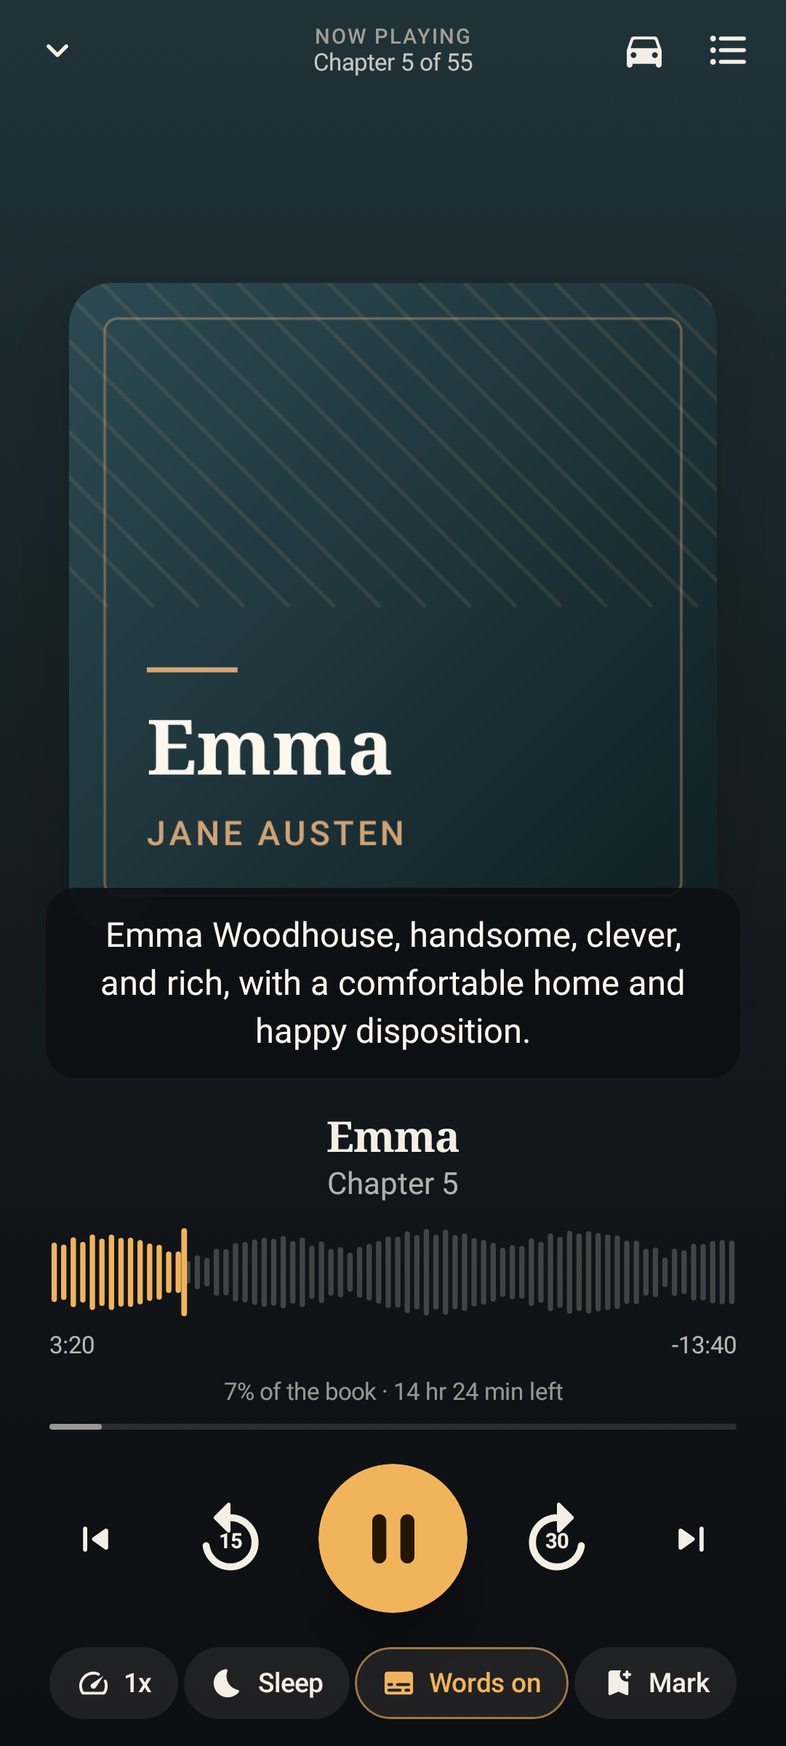 NOW PLAYING
Chapter 5 of 55
Emma
JANE AUSTEN
Emma Woodhouse, handsome, clever,
and rich, with a comfortable home and
happy disposition.
Emma
Chapter 5
3:20
-13:40
7% of the book · 14 hr 24 min left
15
30
1x
Sleep
Words on
Mark